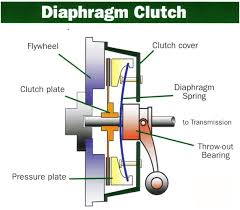 Diaphragm Clutch
Flywheel
Clutch cover
Clutch plate
Diaphragm
Spring
to Transmission
Throw-out
Bearing
Pressure plate